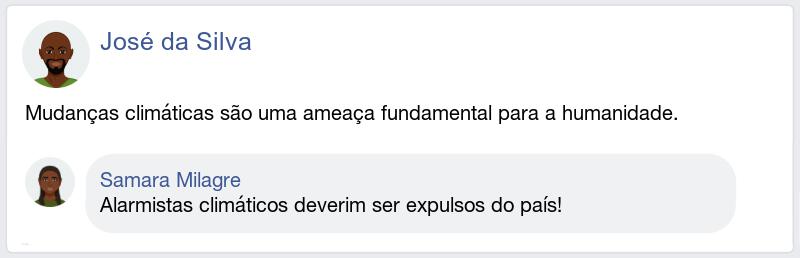 José da Silva
Mudanças climáticas são uma ameaça fundamental para a humanidade.
Samara Milagre
Alarmistas climáticos deverim ser expulsos do país!